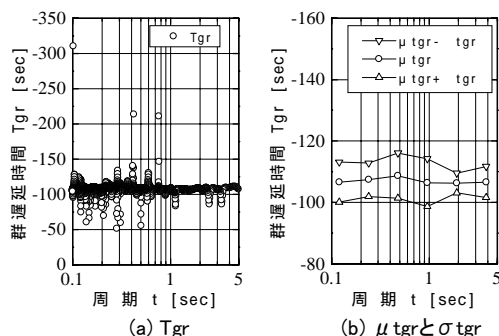 -350
-300
-250
-200
-150
-100
-50
0
群遅延時間 Tgr [sec]
Tgr
0.1
1
5
周 期 t [sec]
(a) Tgr
-160
-140
-120
-100
-80
群遅延時間 Tgr [sec]
μ tgr- tgr
μ tgr
μ tgr+ tgr
0.1
1
5
周 期 t [sec]
(b) μ tgrとσ tgr